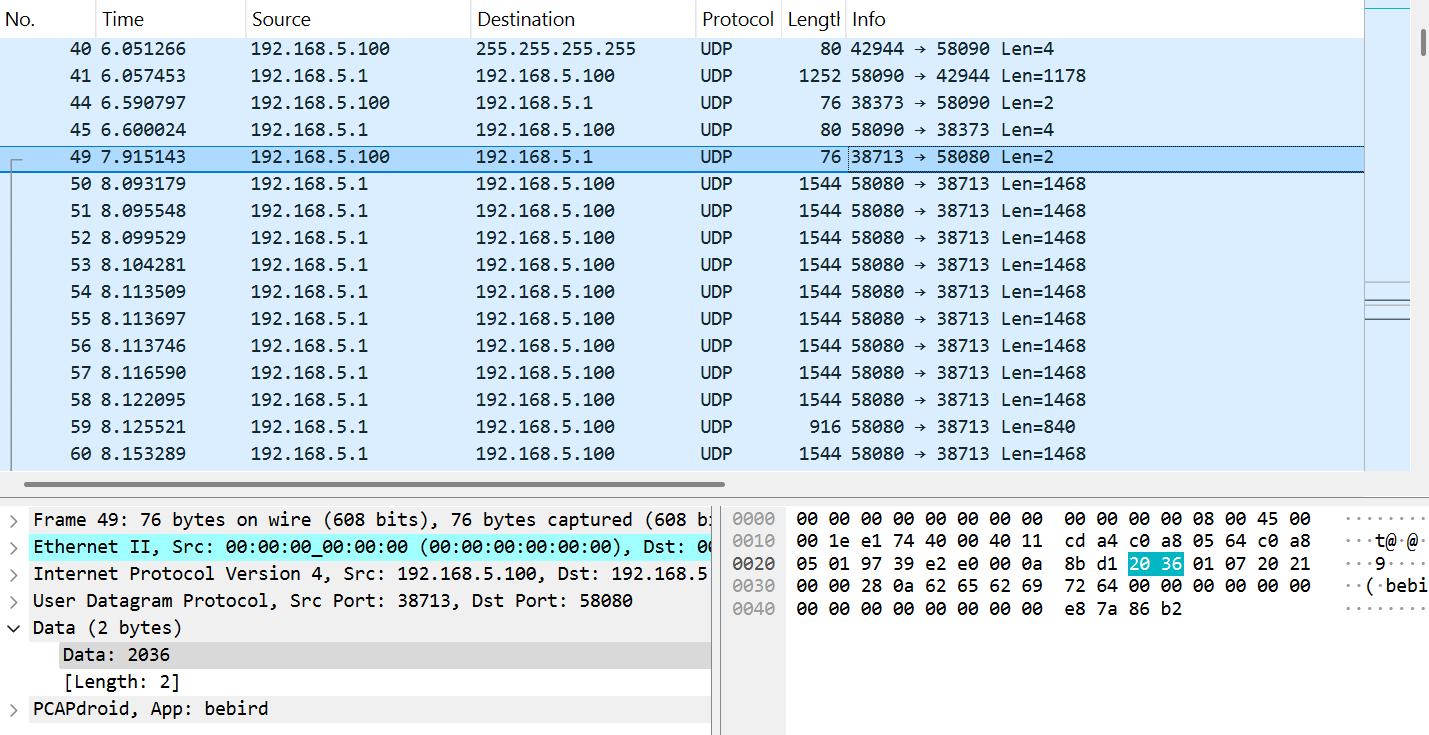 No. Time Source Destination Protocol Length Info
40 6.051266 192.168.5.100 255.255.255.255 UDP 80 42944 → 58090 Len=4
41 6.057453 192.168.5.1 192.168.5.100 UDP 1252 58090 → 42944 Len=1178
44 6.590797 192.168.5.100 192.168.5.1 UDP 76 38373 → 58090 Len=2
45 6.600024 192.168.5.1 192.168.5.100 UDP 80 58090 → 38373 Len=4
49 7.915143 192.168.5.100 192.168.5.1 UDP 76 38713 → 58080 Len=2
50 8.093179 192.168.5.1 192.168.5.100 UDP 1544 58080 → 38713 Len=1468
51 8.095548 192.168.5.1 192.168.5.100 UDP 1544 58080 → 38713 Len=1468
52 8.099529 192.168.5.1 192.168.5.100 UDP 1544 58080 → 38713 Len=1468
53 8.104281 192.168.5.1 192.168.5.100 UDP 1544 58080 → 38713 Len=1468
54 8.113509 192.168.5.1 192.168.5.100 UDP 1544 58080 → 38713 Len=1468
55 8.113697 192.168.5.1 192.168.5.100 UDP 1544 58080 → 38713 Len=1468
56 8.113746 192.168.5.1 192.168.5.100 UDP 1544 58080 → 38713 Len=1468
57 8.116590 192.168.5.1 192.168.5.100 UDP 1544 58080 → 38713 Len=1468
58 8.122095 192.168.5.1 192.168.5.100 UDP 1544 58080 → 38713 Len=1468
59 8.125521 192.168.5.1 192.168.5.100 UDP 916 58080 → 38713 Len=840
60 8.153289 192.168.5.1 192.168.5.100 UDP 1544 58080 → 38713 Len=1468
Frame 49: 76 bytes on wire (608 bits), 76 bytes captured (608 b
Ethernet II, Src: 00:00:00_00:00:00 (00:00:00:00:00:00), Dst: 00
Internet Protocol Version 4, Src: 192.168.5.100, Dst: 192.168.5
User Datagram Protocol, Src Port: 38713, Dst Port: 58080
Data (2 bytes)
Data: 2036
[Length: 2]
PCAPdroid, App: bebird
0000 00 00 00 00 00 00 00 00 00 00 00 00 08 00 45 00 ········
0010 00 1e e1 74 40 00 40 11 cd a4 c0 a8 05 64 c0 a8 ···t@·@·
0020 05 01 97 39 e2 e0 00 0a 8b d1 20 36 01 07 20 21 ···9····
0030 00 00 28 0a 62 65 62 69 72 64 00 00 00 00 00 00 ··(·bebi
0040 00 00 00 00 00 00 00 00 e8 7a 86 b2 ········